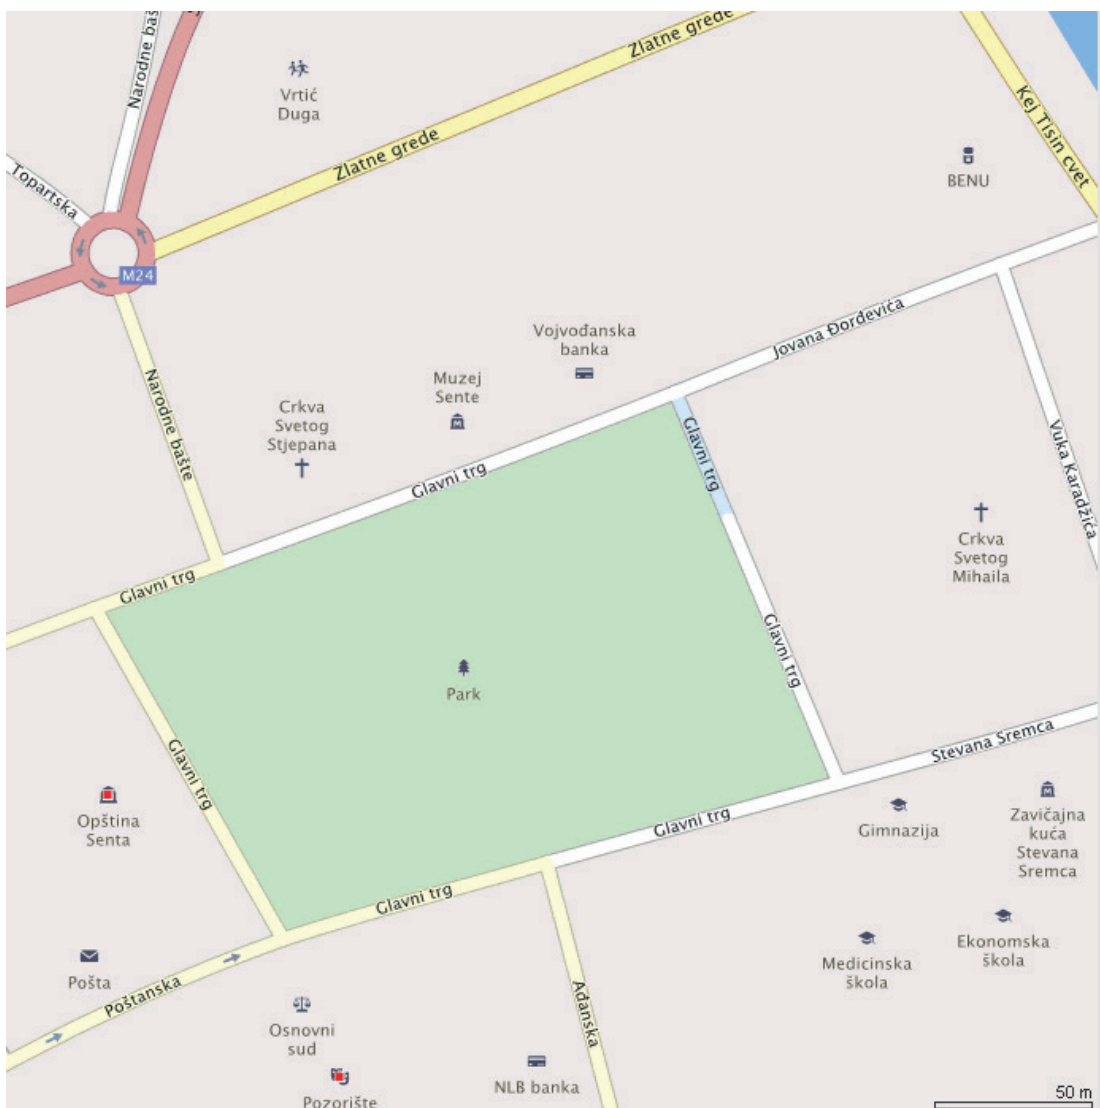 Narodne baš
Zlatne grede
Vrtić
Duga
Kej Tisin cvet
Zlatne grede
BENU
Topartska
M24
Jovana Đorđevića
Vojvođanska
banka
Muzej
Sente
Narodne bašte
Crkva
Svetog
Stjepana
Glavni trg
Glavni trg
Vuka Karadžića
Crkva
Svetog
Mihaila
Glavni trg
Glavni trg
Park
Glavni trg
Stevana Sremca
Opština
Senta
Glavni trg
Gimnazija
Zavičajna
kuća
Stevana
Sremca
Glavni trg
Ekonomska
škola
Medicinska
škola
Pošta
Poštanska
Ađanska
Osnovni
sud
NLB banka
Pozorište
50 m